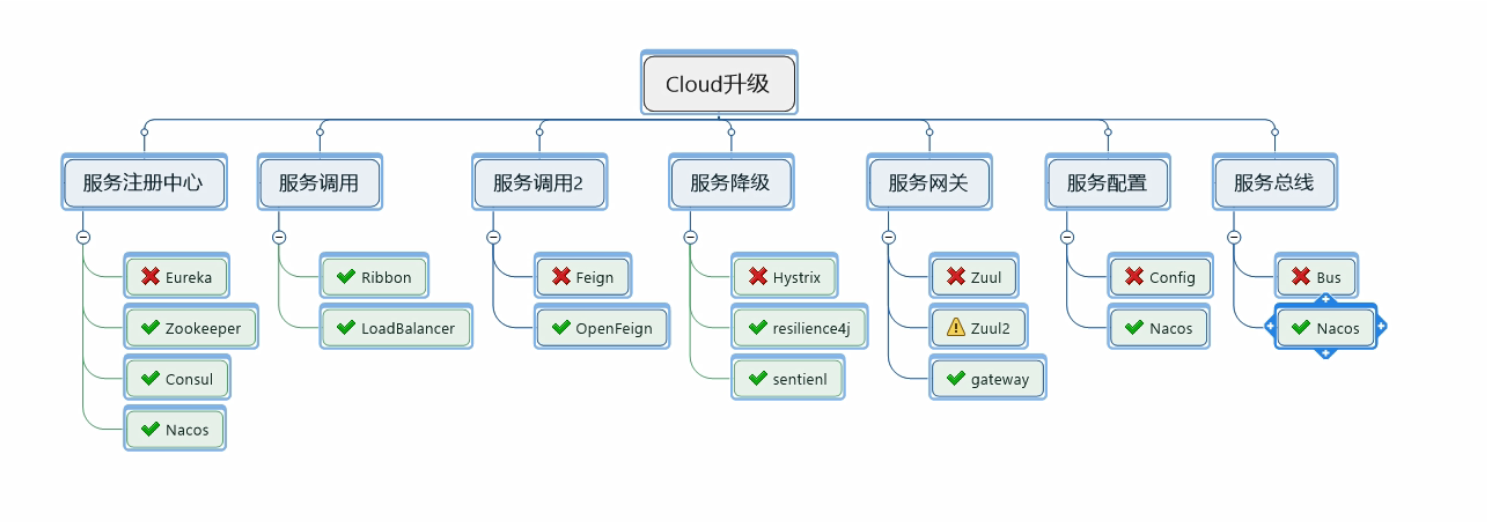 Cloud升级
服务注册中心
服务调用
服务调用2
服务降级
服务网关
服务配置
服务总线
Eureka
Zookeeper
Consul
Nacos
Ribbon
LoadBalancer
Feign
OpenFeign
Hystrix
resilience4j
sentienl
Zuul
Zuul2
gateway
Config
Nacos
Bus
Nacos